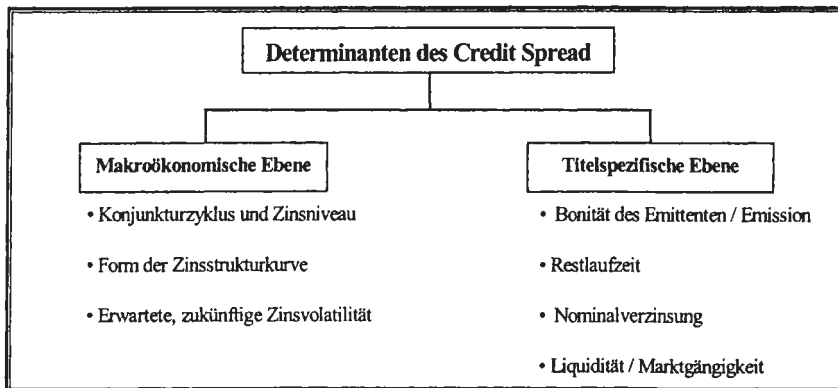 Determinanten des Credit Spread
Makroökonomische Ebene
• Konjunkturzyklus und Zinsniveau
• Form der Zinsstrukturkurve
• Erwartete, zukünftige Zinsvolatilität
Titelspezifische Ebene
• Bonität des Emittenten / Emission
• Restlaufzeit
• Nominalverzinsung
• Liquidität / Marktgängigkeit